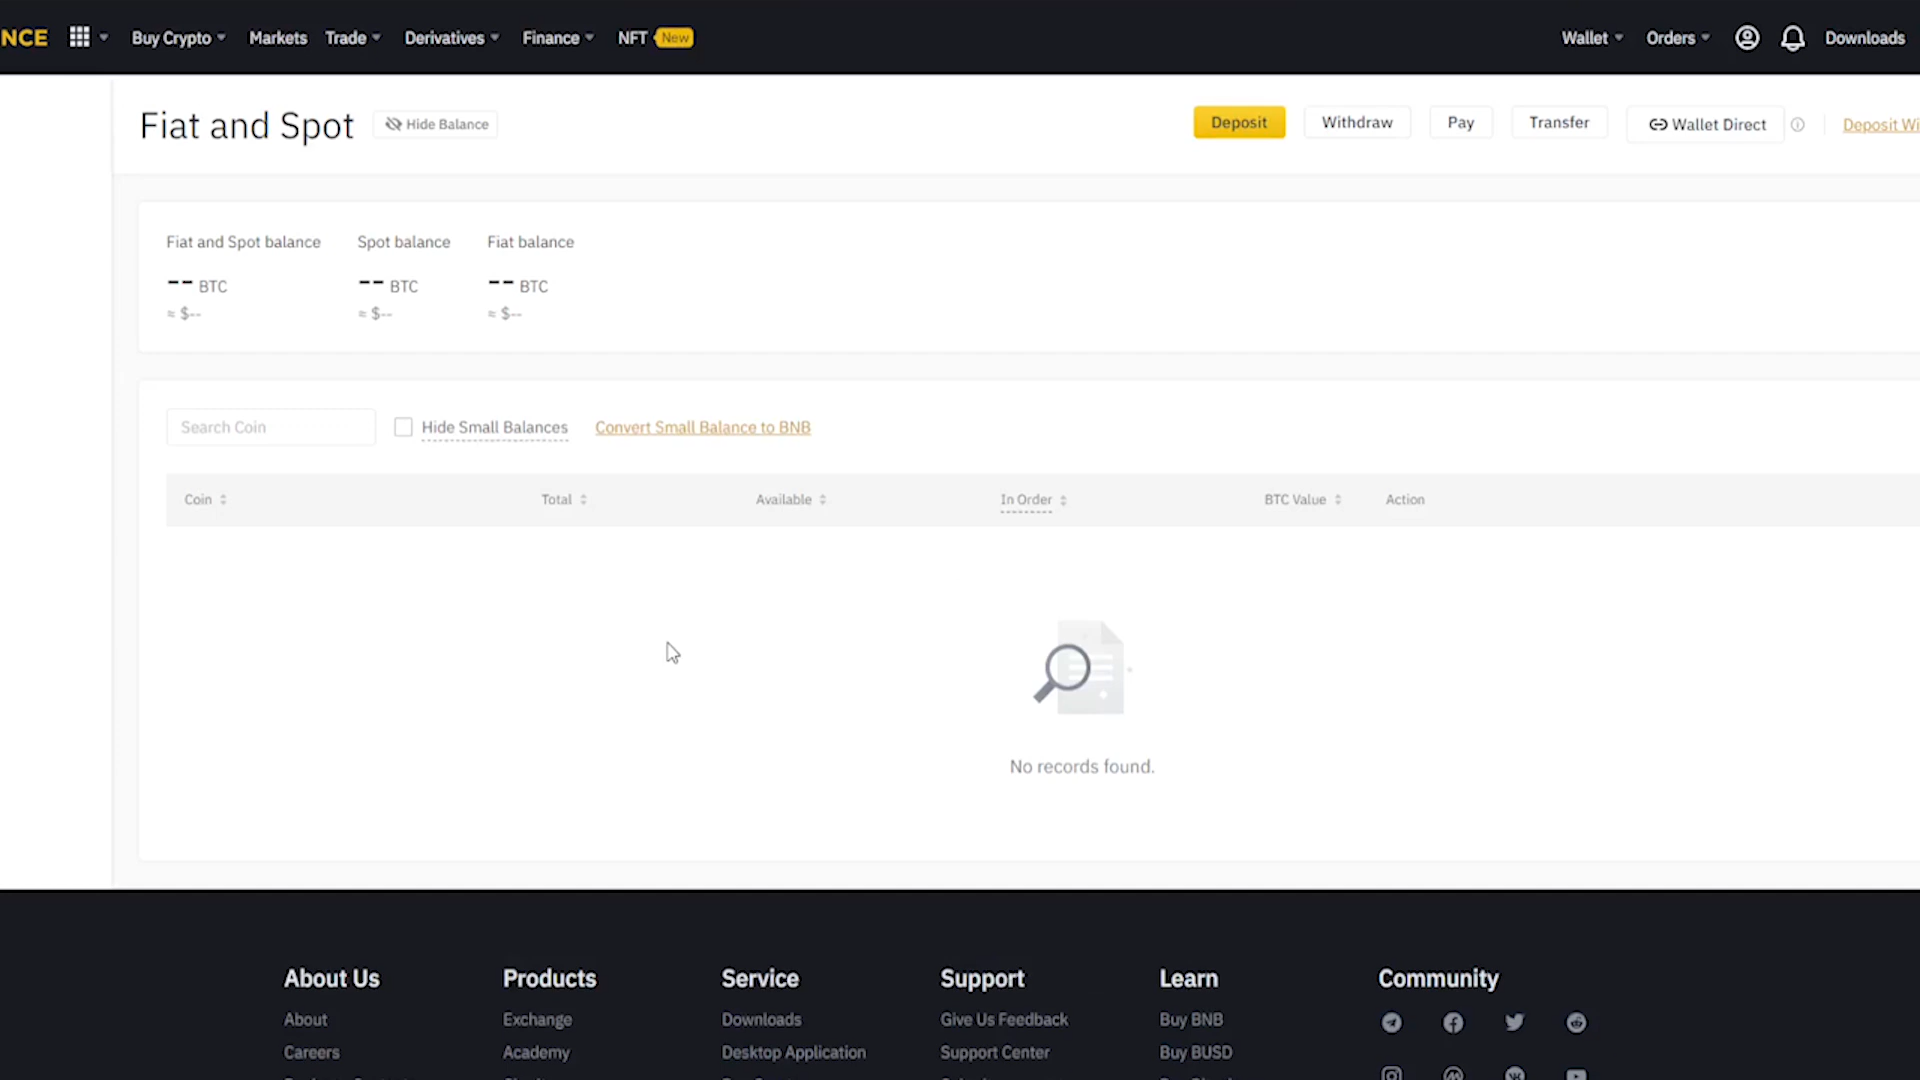 NCE Buy Crypto Markets Trade Derivatives Finance NFT New Wallet Orders Downloads
Fiat and Spot Hide Balance Deposit Withdraw Pay Transfer Wallet Direct Deposit Wi
Fiat and Spot balance Spot balance Fiat balance
-- BTC -- BTC -- BTC
≈ $-- ≈ $-- ≈ $--
Search Coin Hide Small Balances Convert Small Balance to BNB
Coin Total Available In Order BTC Value Action
No records found.
About Us Products Service Support Learn Community
About Exchange Downloads Give Us Feedback Buy BNB
Careers Academy Desktop Application Support Center Buy BUSD